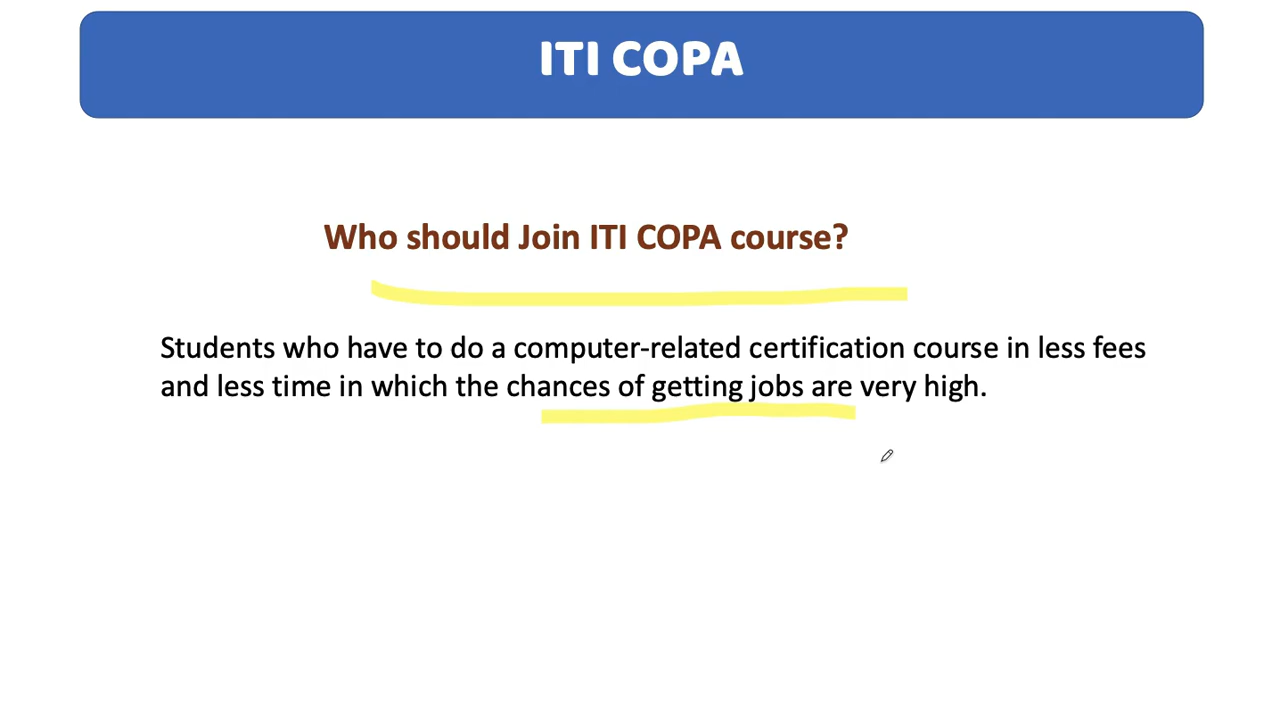 ITI COPA
Who should Join ITI COPA course?
Students who have to do a computer-related certification course in less fees
and less time in which the chances of getting jobs are very high.